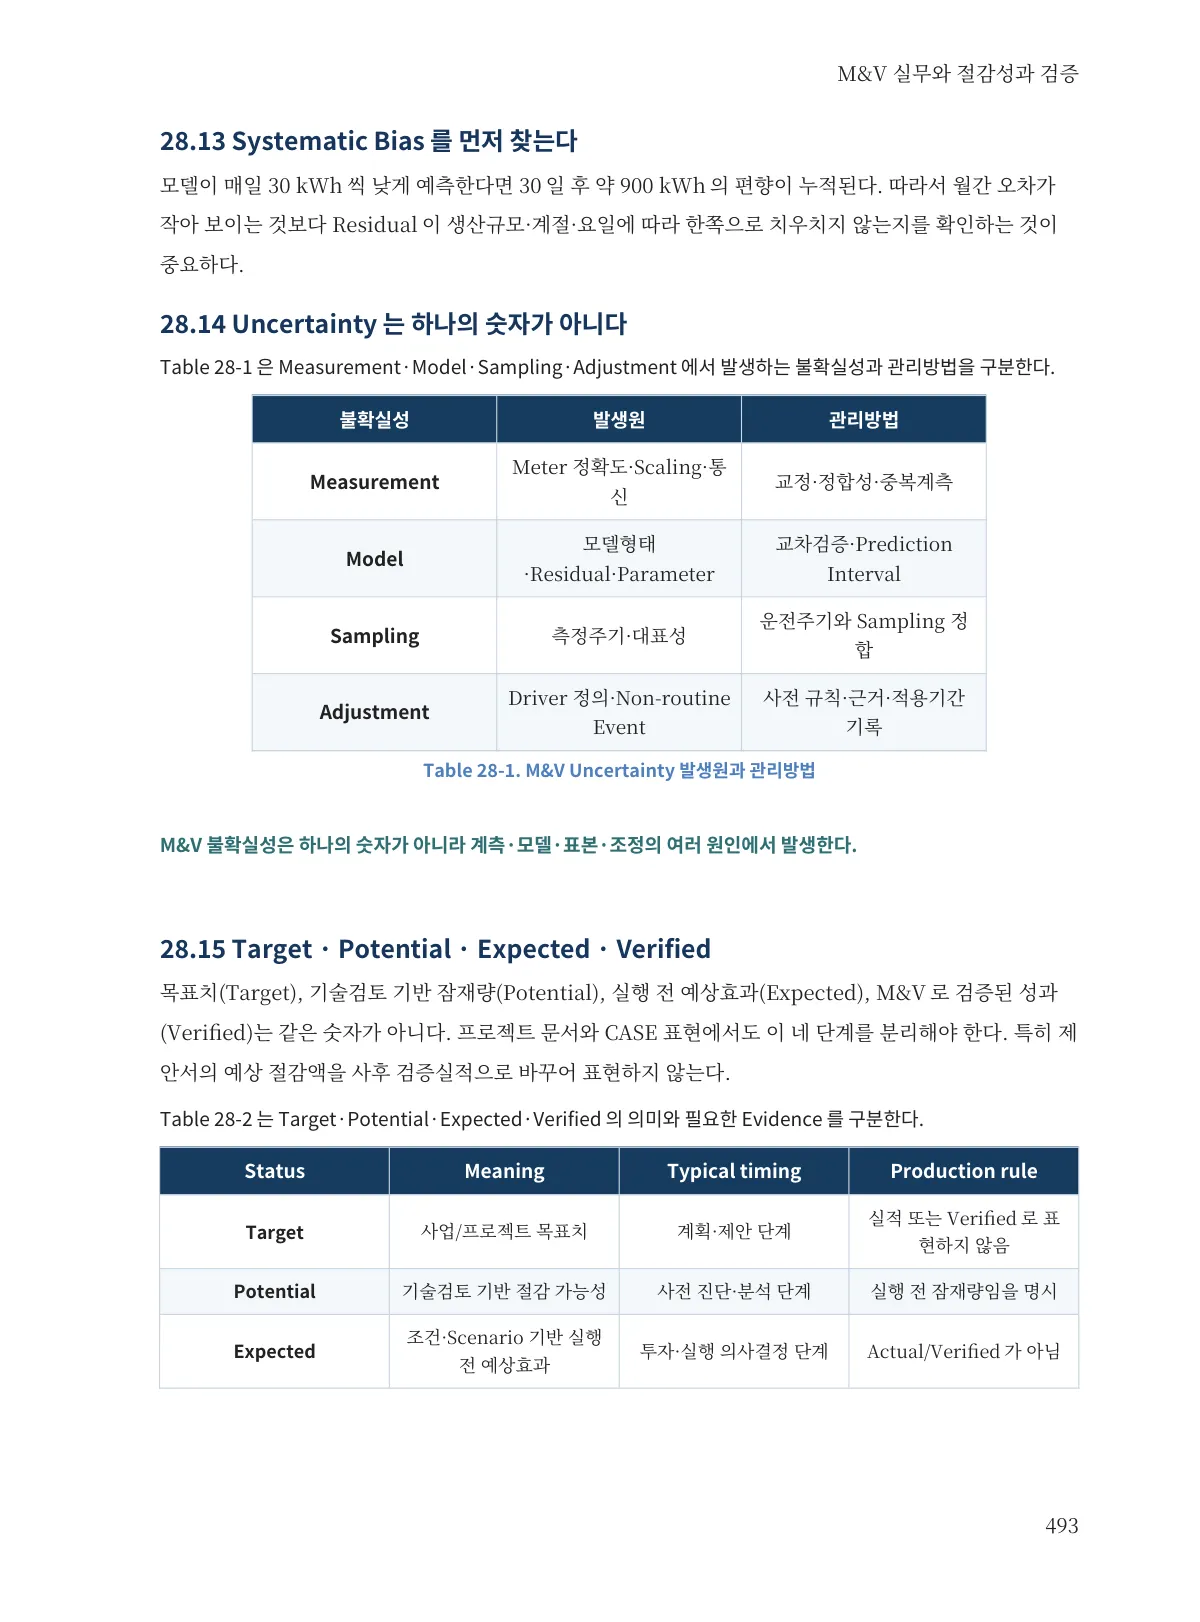 M&V 실무와 절감성과 검증
28.13 Systematic Bias 를 먼저 찾는다
모델이 매일 30 kWh 씩 낮게 예측한다면 30 일 후 약 900 kWh 의 편향이 누적된다. 따라서 월간 오차가
작아 보이는 것보다 Residual 이 생산규모·계절·요일에 따라 한쪽으로 치우치지 않는지를 확인하는 것이
중요하다.
28.14 Uncertainty 는 하나의 숫자가 아니다
Table 28-1 은 Measurement·Model·Sampling·Adjustment 에서 발생하는 불확실성과 관리방법을 구분한다.
불확실성 발생원 관리방법
Measurement Meter 정확도·Scaling·통
신 교정·정합성·중복계측
Model 모델형태
·Residual·Parameter 교차검증·Prediction
Interval
Sampling 측정주기·대표성 운전주기와 Sampling 정
합
Adjustment Driver 정의·Non-routine
Event 사전 규칙·근거·적용기간
기록
Table 28-1. M&V Uncertainty 발생원과 관리방법
M&V 불확실성은 하나의 숫자가 아니라 계측·모델·표본·조정의 여러 원인에서 발생한다.
28.15 Target · Potential · Expected · Verified
목표치(Target), 기술검토 기반 잠재량(Potential), 실행 전 예상효과(Expected), M&V 로 검증된 성과
(Verified)는 같은 숫자가 아니다. 프로젝트 문서와 CASE 표현에서도 이 네 단계를 분리해야 한다. 특히 제
안서의 예상 절감액을 사후 검증실적으로 바꾸어 표현하지 않는다.
Table 28-2 는 Target·Potential·Expected·Verified 의 의미와 필요한 Evidence 를 구분한다.
Status Meaning Typical timing Production rule
Target 사업/프로젝트 목표치 계획·제안 단계 실적 또는 Verified 로 표
현하지 않음
Potential 기술검토 기반 절감 가능성 사전 진단·분석 단계 실행 전 잠재량임을 명시
Expected 조건·Scenario 기반 실행
전 예상효과 투자·실행 의사결정 단계 Actual/Verified 가 아님
493